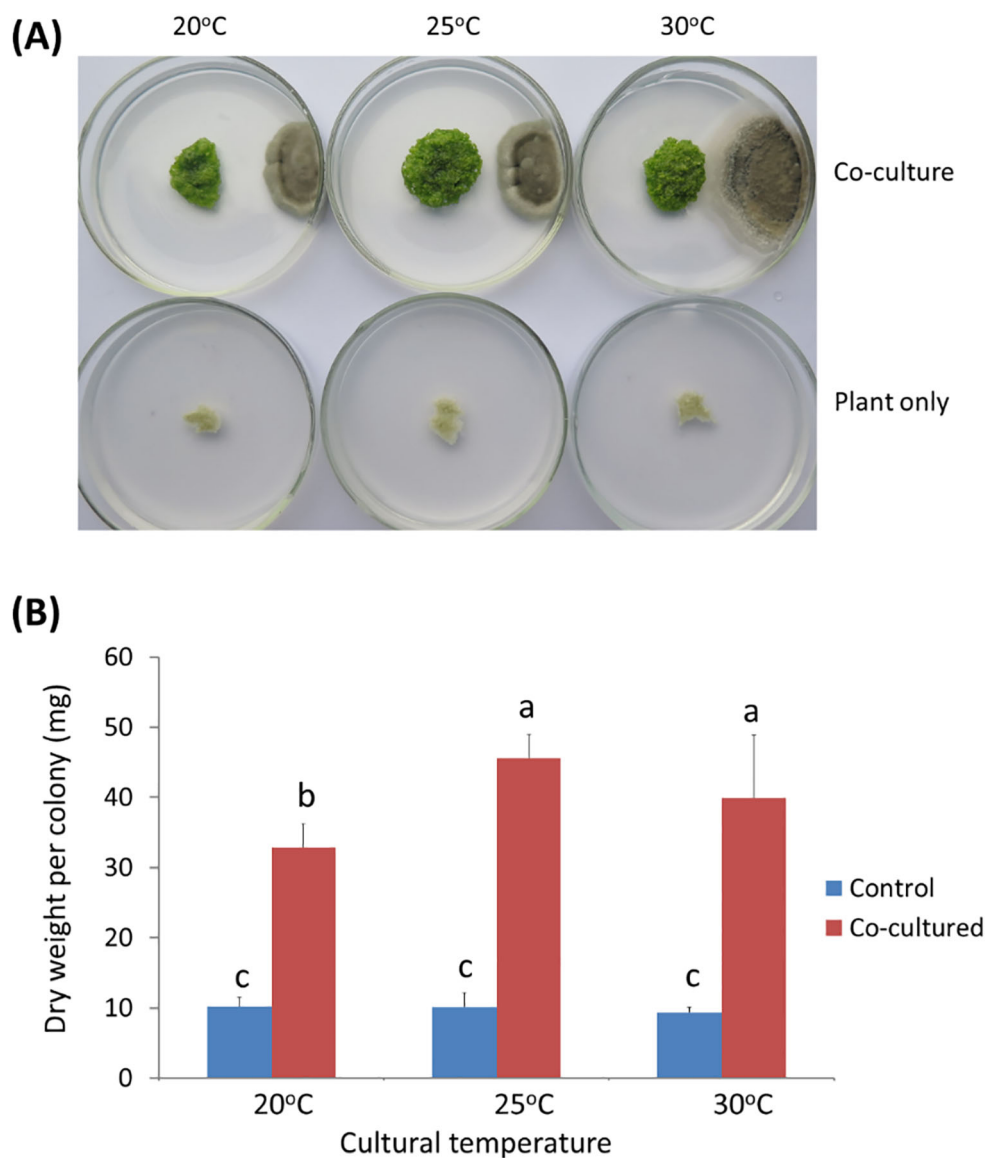 (A)
20°C 25°C 30°C
Co-culture
Plant only
(B)
Dry weight per colony (mg)
60
50
40
30
20
10
0
c b c a c a
Control
Co-cultured
20°C 25°C 30°C
Cultural temperature